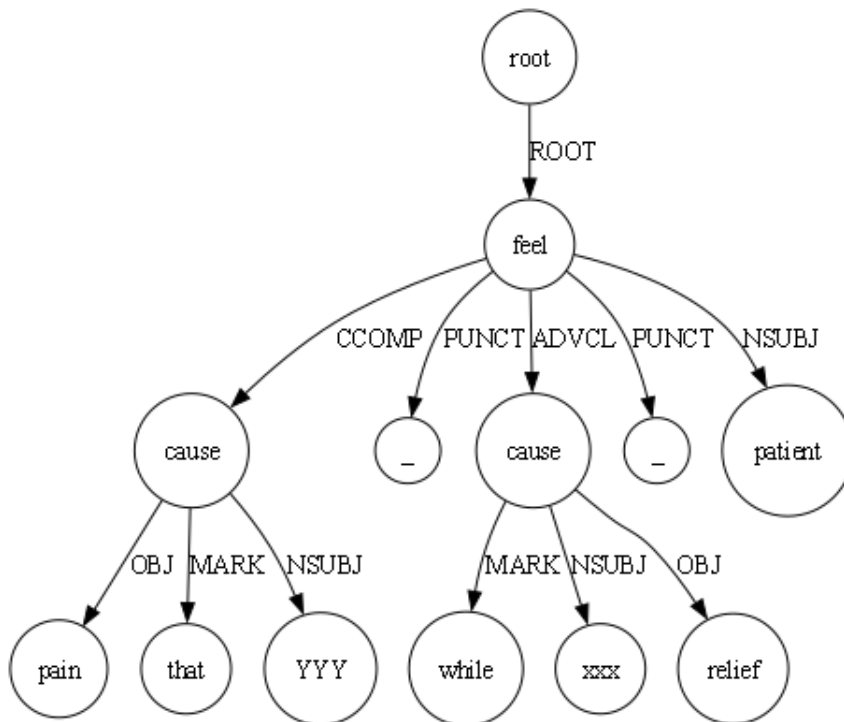 root
ROOT
feel
CCOMP PUNCT ADVCL PUNCT NSUBJ
cause _ cause _ patient
OBJ MARK NSUBJ MARK NSUBJ OBJ
pain that YYY while xxx relief